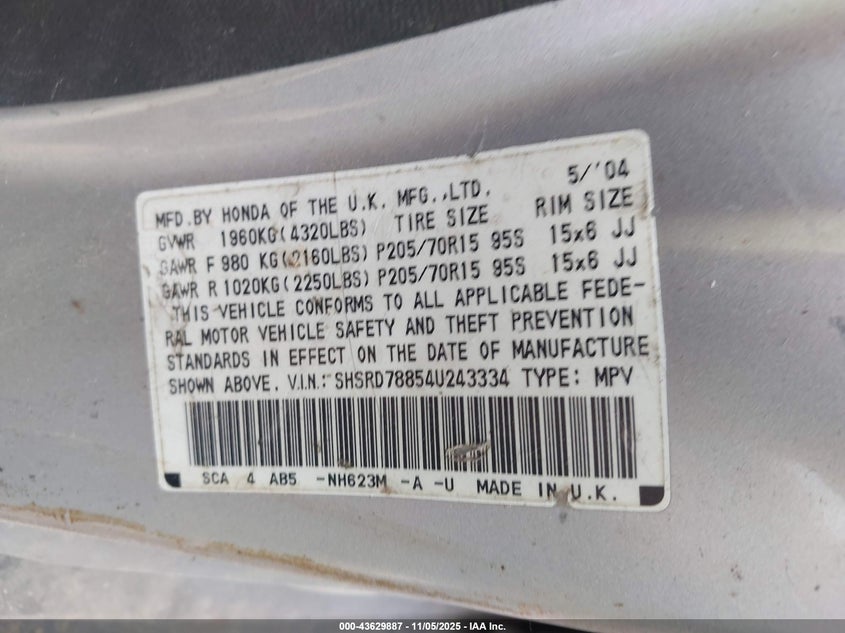 5/'04
MFD.BY HONDA OF THE U.K. MFG.,LTD.
GVWR 1960KG(4320LBS) TIRE SIZE RIM SIZE
GAWR F 980 KG(2160LBS) P205/70R15 95S 15x6 JJ
GAWR R 1020KG(2250LBS) P205/70R15 95S 15x6 JJ
THIS VEHICLE CONFORMS TO ALL APPLICABLE FEDE-
RAL MOTOR VEHICLE SAFETY AND THEFT PREVENTION
STANDARDS IN EFFECT ON THE DATE OF MANUFACTURE
SHOWN ABOVE. V.I.N.: SHSRD78854U243334 TYPE: MPV
SCA 4 AB5 -NH623M -A -U MADE IN U.K.
000-43629887 - 11/05/2025 - IAA Inc.